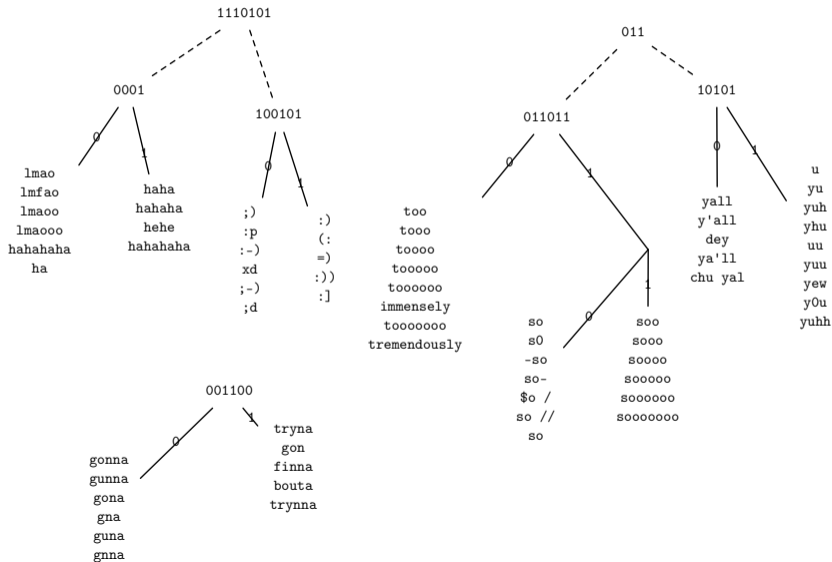 1110101
0001
0
1
lmao
lmfao
lmaoo
lmaooo
hahahaha
ha
haha
hahaha
hehe
hahahaha
100101
0
1
;)
:p
:-)
xd
;-)
;d
:)
(:
=)
:))
:]
011
011011
0
1
too
tooo
toooo
tooooo
toooooo
immensely
tooooooo
tremendously
0
1
so
s0
-so
so-
$o /
so //
so
soo
sooo
soooo
sooooo
soooooo
sooooooo
10101
0
1
yall
y'all
dey
ya'll
chu yal
u
yu
yuh
yhu
uu
yuu
yew
y0u
yuhh
001100
0
1
gonna
gunna
gona
gna
guna
gnna
tryna
gon
finna
bouta
trynna